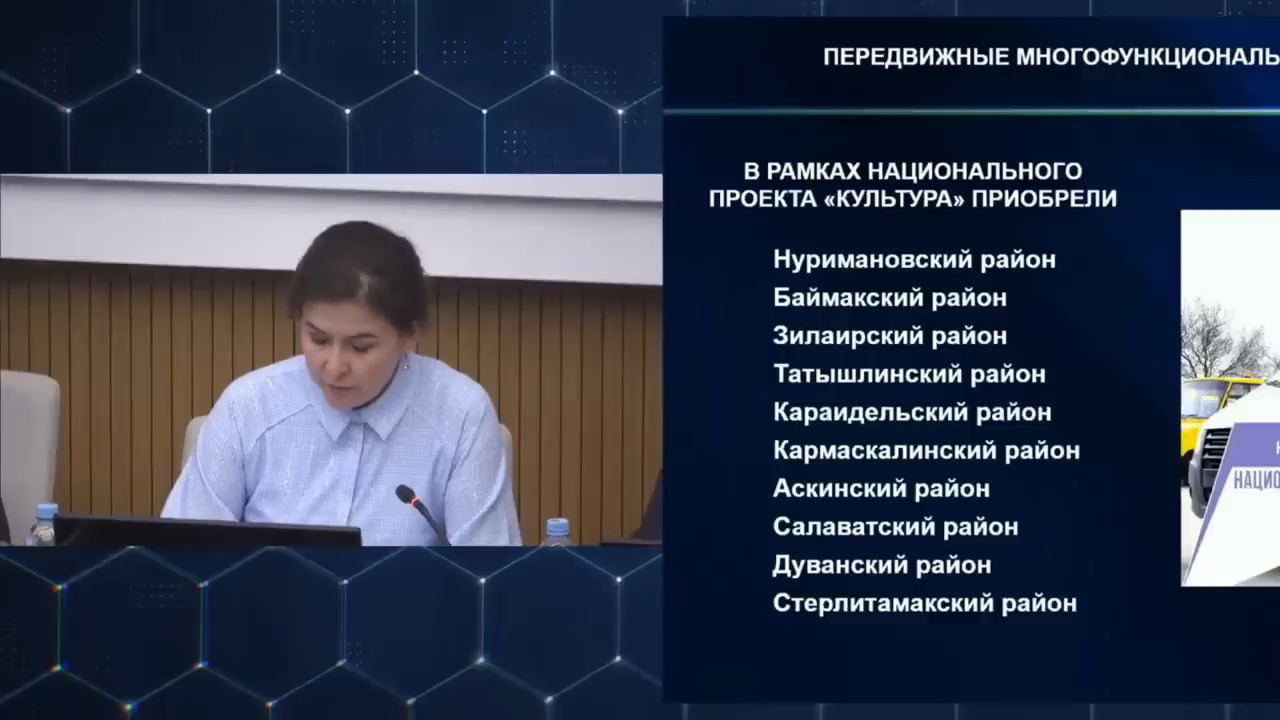 ПЕРЕДВИЖНЫЕ МНОГОФУНКЦИОНАЛЬ
В РАМКАХ НАЦИОНАЛЬНОГО
ПРОЕКТА «КУЛЬТУРА» ПРИОБРЕЛИ
Нуримановский район
Баймакский район
Зилаирский район
Татышлинский район
Караидельский район
Кармаскалинский район
Аскинский район
Салаватский район
Дуванский район
Стерлитамакский район
НАЦИО